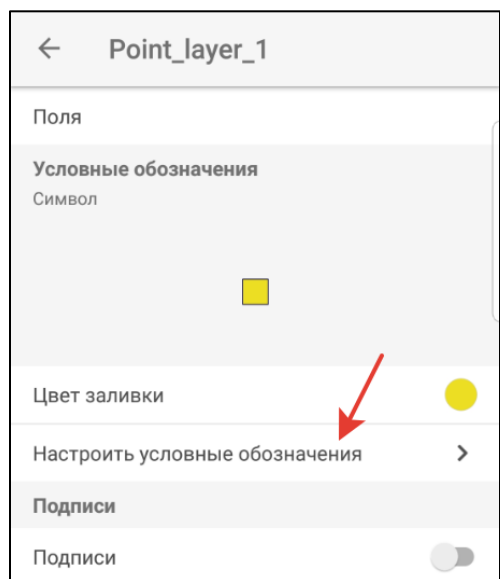 Point_layer_1
Поля
Условные обозначения
Символ
Цвет заливки
Настроить условные обозначения
Подписи
Подписи